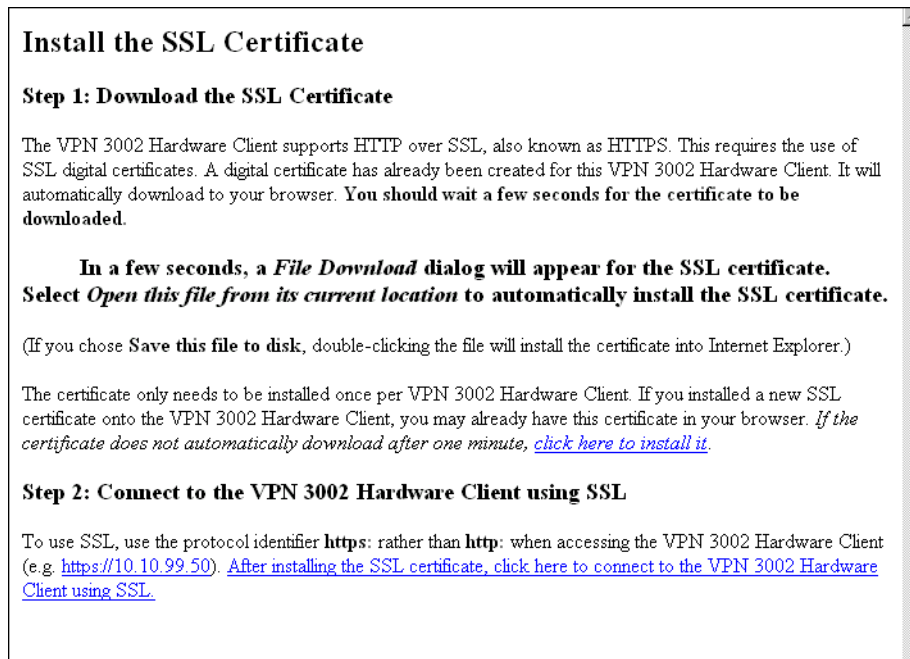 Install the SSL Certificate
Step 1: Download the SSL Certificate
The VPN 3002 Hardware Client supports HTTP over SSL, also known as HTTPS. This requires the use of
SSL digital certificates. A digital certificate has already been created for this VPN 3002 Hardware Client. It will
automatically download to your browser. You should wait a few seconds for the certificate to be
downloaded.
In a few seconds, a File Download dialog will appear for the SSL certificate.
Select Open this file from its current location to automatically install the SSL certificate.
(If you chose Save this file to disk, double-clicking the file will install the certificate into Internet Explorer.)
The certificate only needs to be installed once per VPN 3002 Hardware Client. If you installed a new SSL
certificate onto the VPN 3002 Hardware Client, you may already have this certificate in your browser. If the
certificate does not automatically download after one minute, click here to install it.
Step 2: Connect to the VPN 3002 Hardware Client using SSL
To use SSL, use the protocol identifier https: rather than http: when accessing the VPN 3002 Hardware Client
(e.g. https://10.10.99.50). After installing the SSL certificate, click here to connect to the VPN 3002 Hardware
Client using SSL.